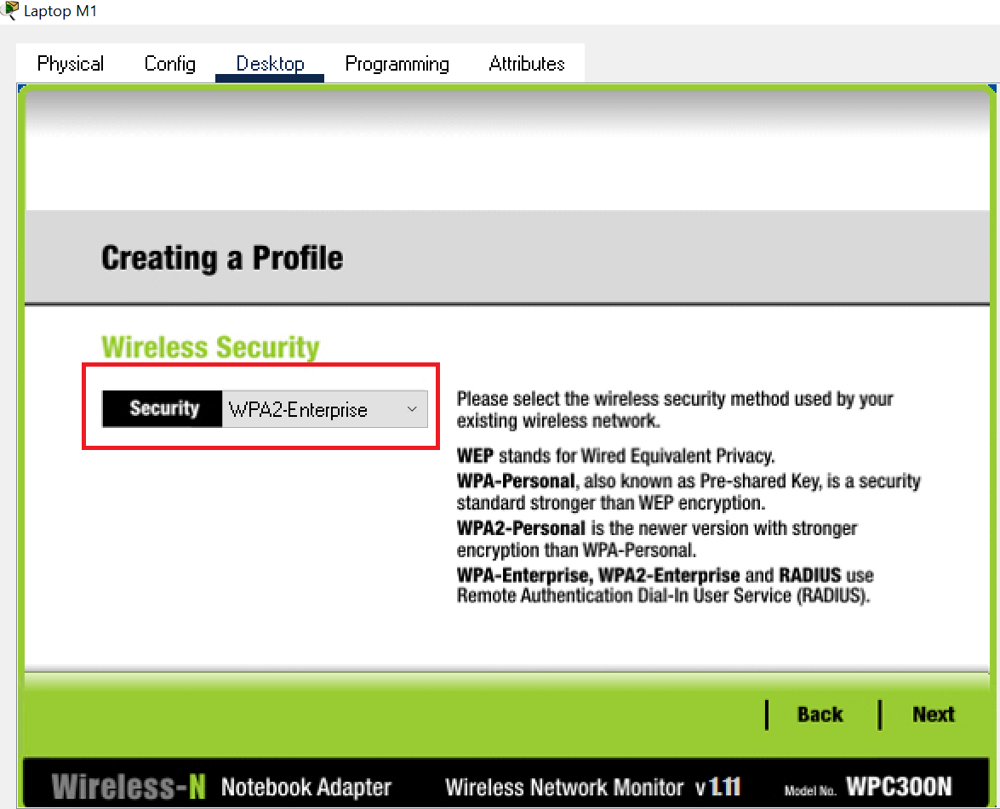 Laptop M1
Physical Config Desktop Programming Attributes
Creating a Profile
Wireless Security
Security WPA2-Enterprise
Please select the wireless security method used by your
existing wireless network.
WEP stands for Wired Equivalent Privacy.
WPA-Personal, also known as Pre-shared Key, is a security
standard stronger than WEP encryption.
WPA2-Personal is the newer version with stronger
encryption than WPA-Personal.
WPA-Enterprise, WPA2-Enterprise and RADIUS use
Remote Authentication Dial-In User Service (RADIUS).
Back Next
Wireless-N Notebook Adapter Wireless Network Monitor v1.11 Model No. WPC300N